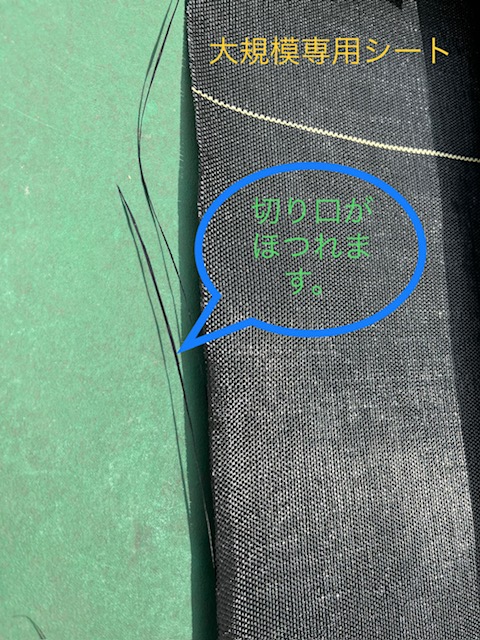 大規模専用シート
切り口が
ほつれま
す。